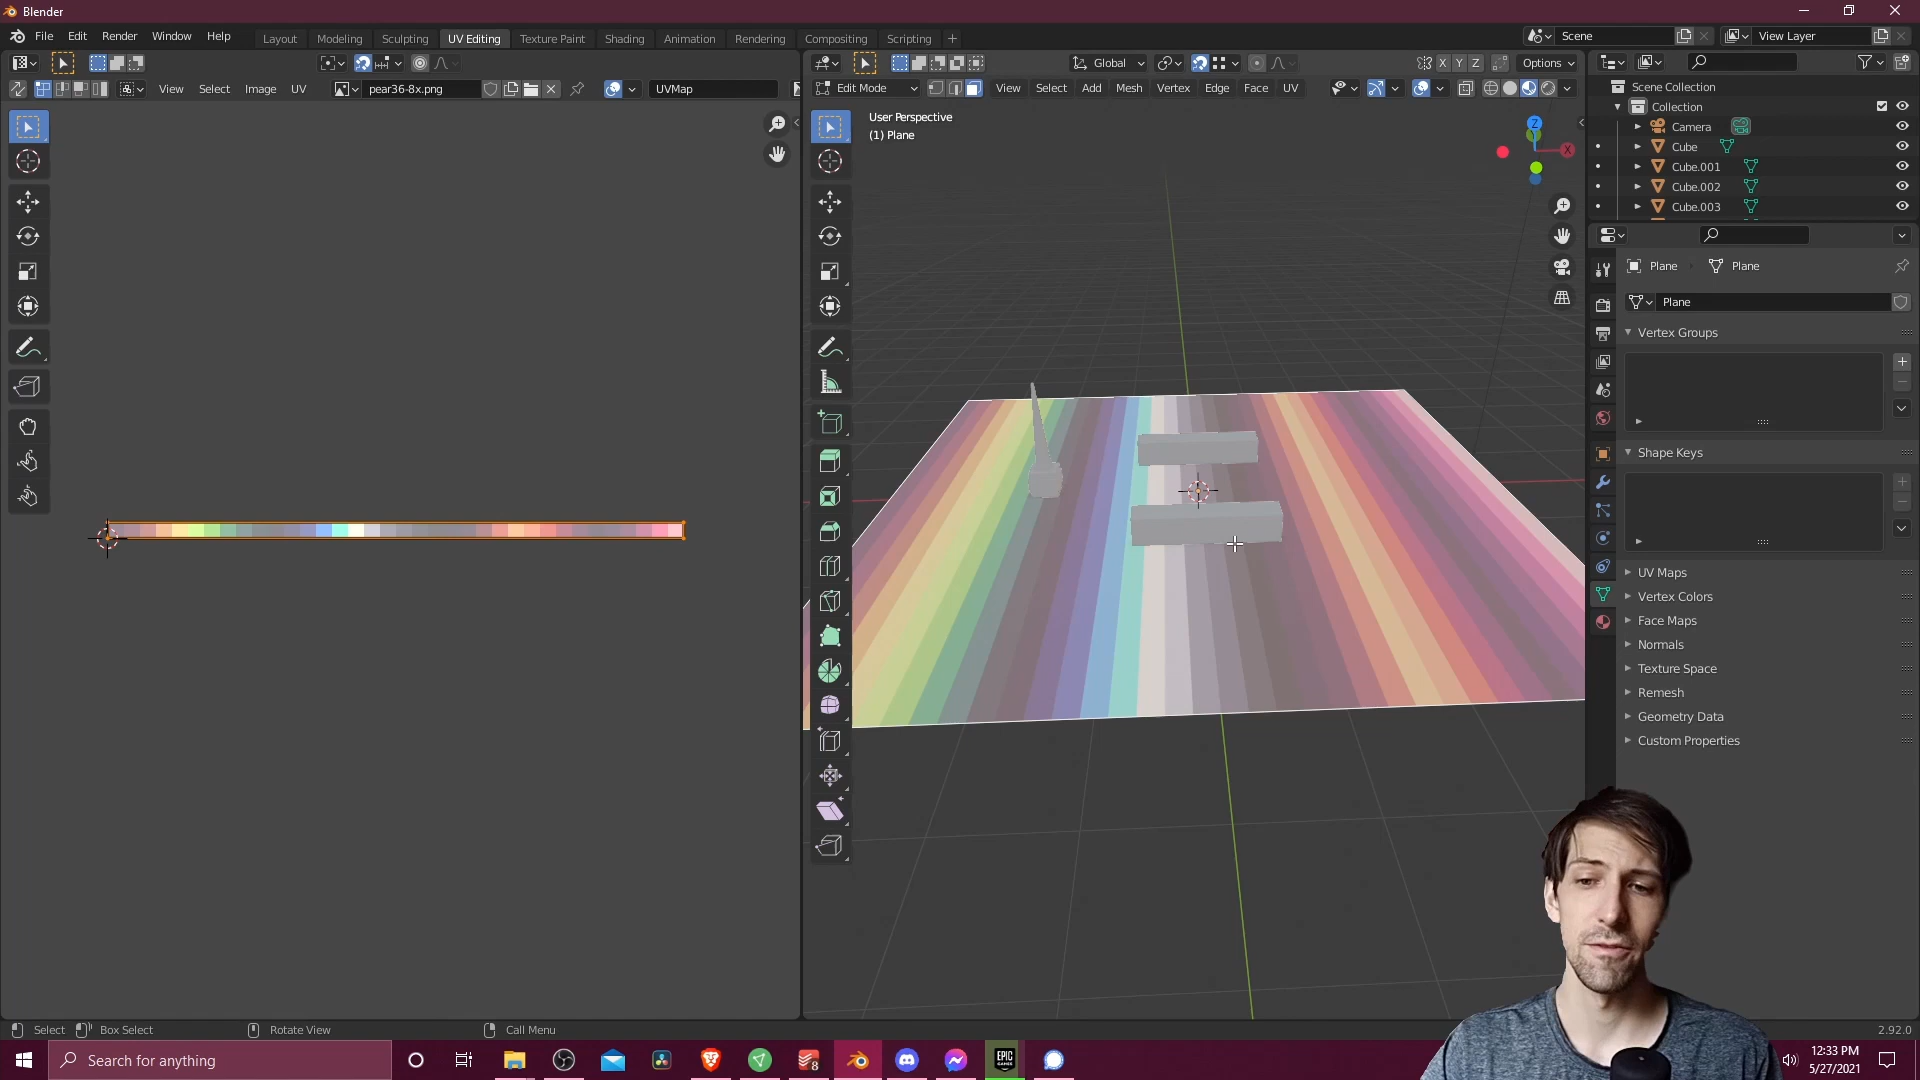 Blender
File Edit Render Window Help Layout Modeling Sculpting UV Editing Texture Paint Shading Animation Rendering Compositing Scripting Scene View Layer
Global X Y Z Options
View Select Image UV pear36-8x.png UVMap Edit Mode View Select Add Mesh Vertex Edge Face UV
Scene Collection
Collection
Camera
Cube
Cube.001
Cube.002
Cube.003
User Perspective
(1) Plane
Z
X
Plane Plane
Plane
Vertex Groups
Shape Keys
UV Maps
Vertex Colors
Face Maps
Normals
Texture Space
Remesh
Geometry Data
Custom Properties
Select Box Select Rotate View Call Menu 2.92.0
Search for anything
8
EPIC
GAMES
12:33 PM
5/27/2021